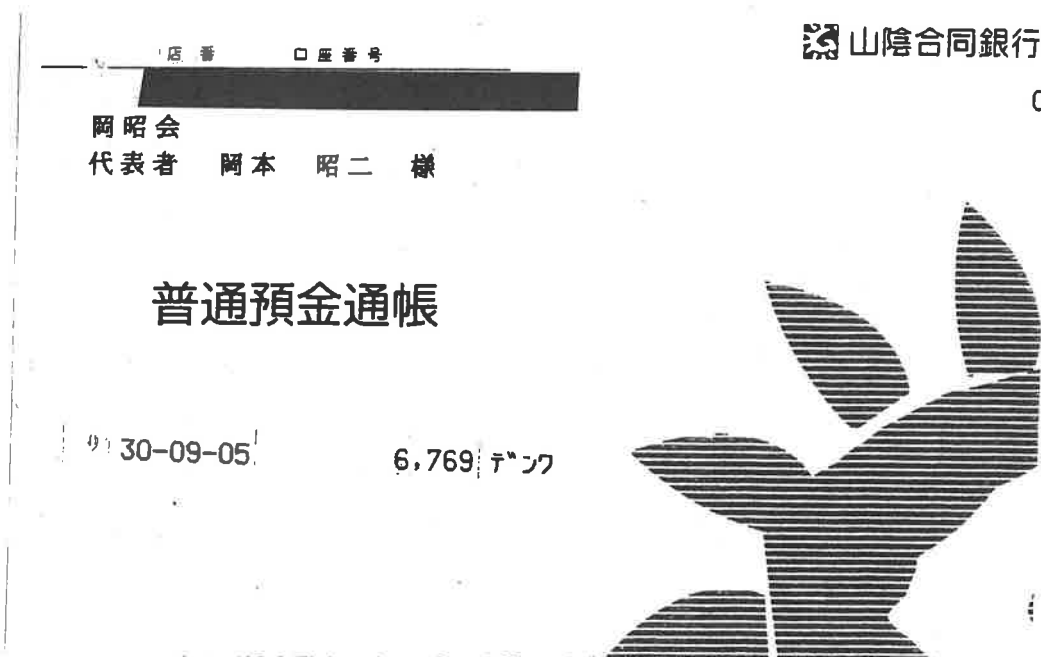 山陰合同銀行
店番 口座番号
岡昭会
代表者 岡本 昭二 様
普通預金通帳
30-09-05 6,769 デンワ